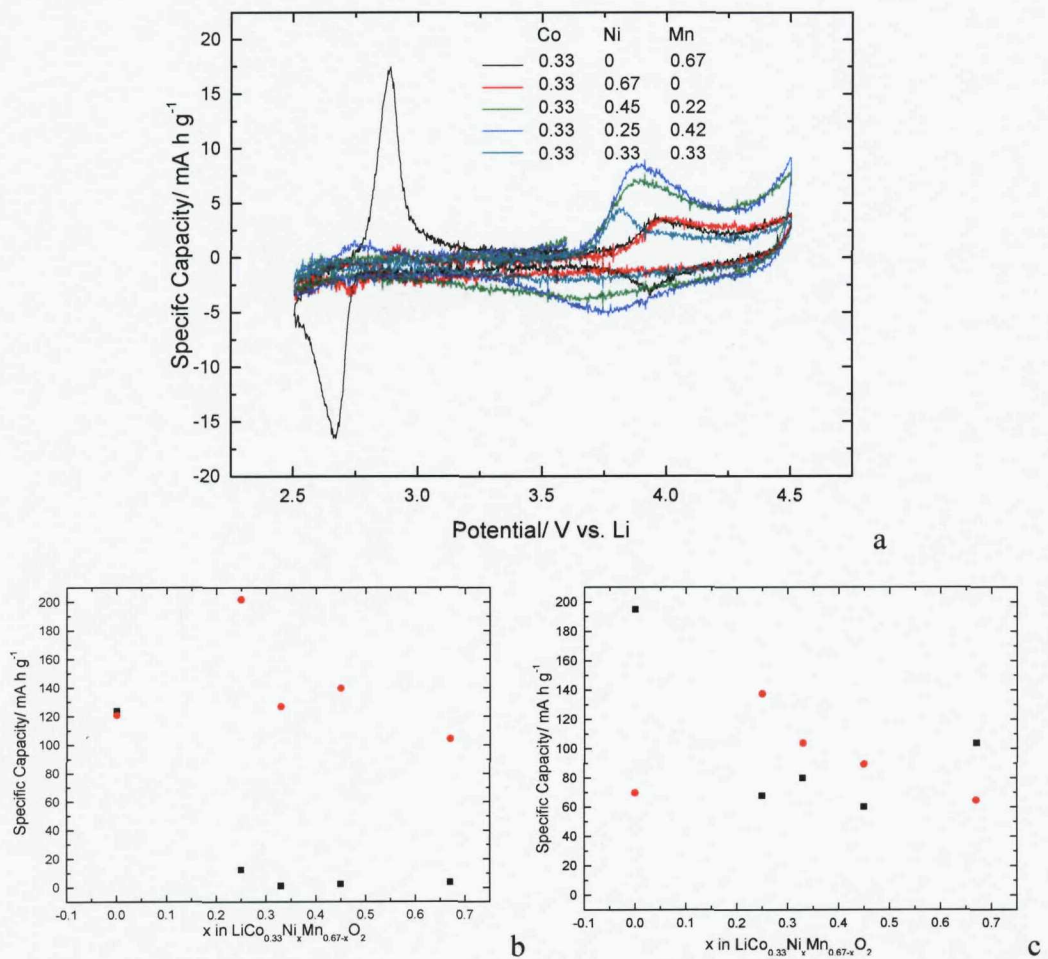 Co Ni Mn
0.33 0 0.67
0.33 0.67 0
0.33 0.45 0.22
0.33 0.25 0.42
0.33 0.33 0.33
Specifc Capacity/ mA h g-1
20
15
10
5
0
-5
-10
-15
-20
2.5 3.0 3.5 4.0 4.5
Potential/ V vs. Li
a
Specific Capacity/ mA h g-1
200
180
160
140
120
100
80
60
40
20
0
-0.1 0.0 0.1 0.2 0.3 0.4 0.5 0.6 0.7
x in LiCo0.33NixMn0.67-xO2
b
Specific Capacity/ mA h g-1
200
180
160
140
120
100
80
60
40
20
0
-0.1 0.0 0.1 0.2 0.3 0.4 0.5 0.6 0.7
x in LiCo0.33NixMn0.67-xO2
c